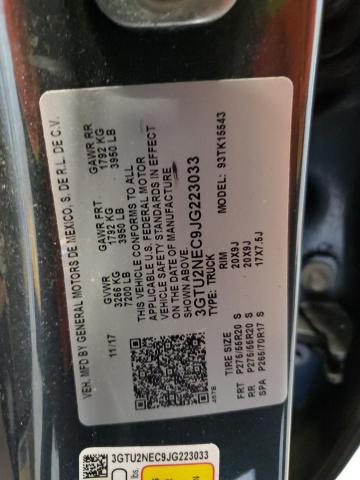 VEH. MFD BY GENERAL MOTORS DE MEXICO, S. DE R.L. DE C.V.
11/17 GVWR GAWR FRT. GAWR RR
3266 KG 1792 KG 1792 KG
7200 LB 3950 LB 3950 LB
THIS VEHICLE CONFORMS TO ALL
APPLICABLE U.S. FEDERAL MOTOR
VEHICLE SAFETY STANDARDS IN EFFECT
ON THE DATE OF MANUFACTURE
SHOWN ABOVE.
3GTU2NEC9JG223033
TYPE: TRUCK MODEL: 93TK15543
TIRE SIZE RIM
FRT P275/55R20 S 20X9J
RR P275/55R20 S 20X9J
SPA P265/70R17 S 17X7.5J
467B
3GTU2NEC9JG223033
lbs.